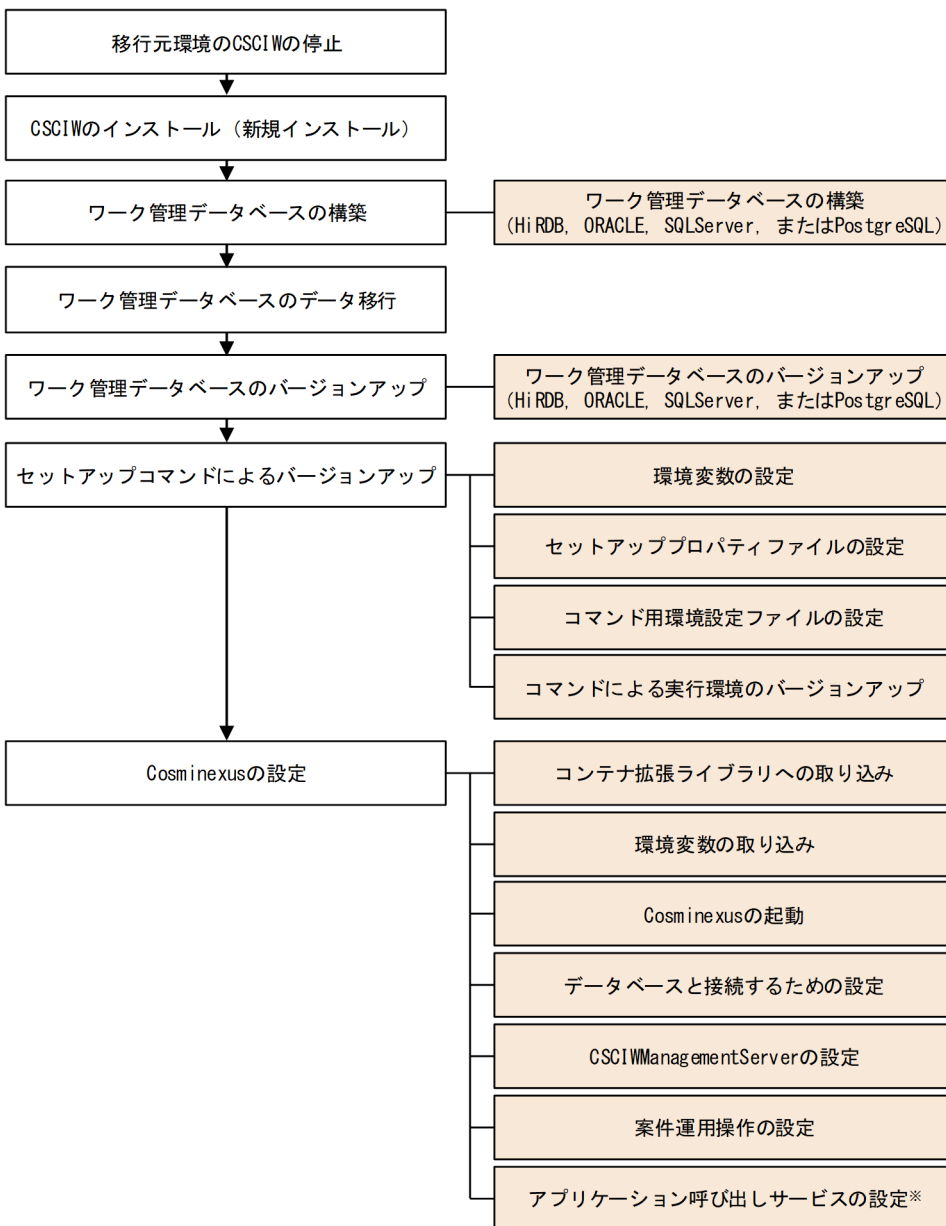 移行元環境のCSCIWの停止
CSCIWのインストール（新規インストール）
ワーク管理データベースの構築
ワーク管理データベースの構築
（HiRDB, ORACLE, SQLServer, またはPostgreSQL）
ワーク管理データベースのデータ移行
ワーク管理データベースのバージョンアップ
ワーク管理データベースのバージョンアップ
（HiRDB, ORACLE, SQLServer, またはPostgreSQL）
セットアップコマンドによるバージョンアップ
環境変数の設定
セットアッププロパティファイルの設定
コマンド用環境設定ファイルの設定
コマンドによる実行環境のバージョンアップ
Cosminexusの設定
コンテナ拡張ライブラリへの取り込み
環境変数の取り込み
Cosminexusの起動
データベースと接続するための設定
CSCIWManagementServerの設定
案件運用操作の設定
アプリケーション呼び出しサービスの設定※